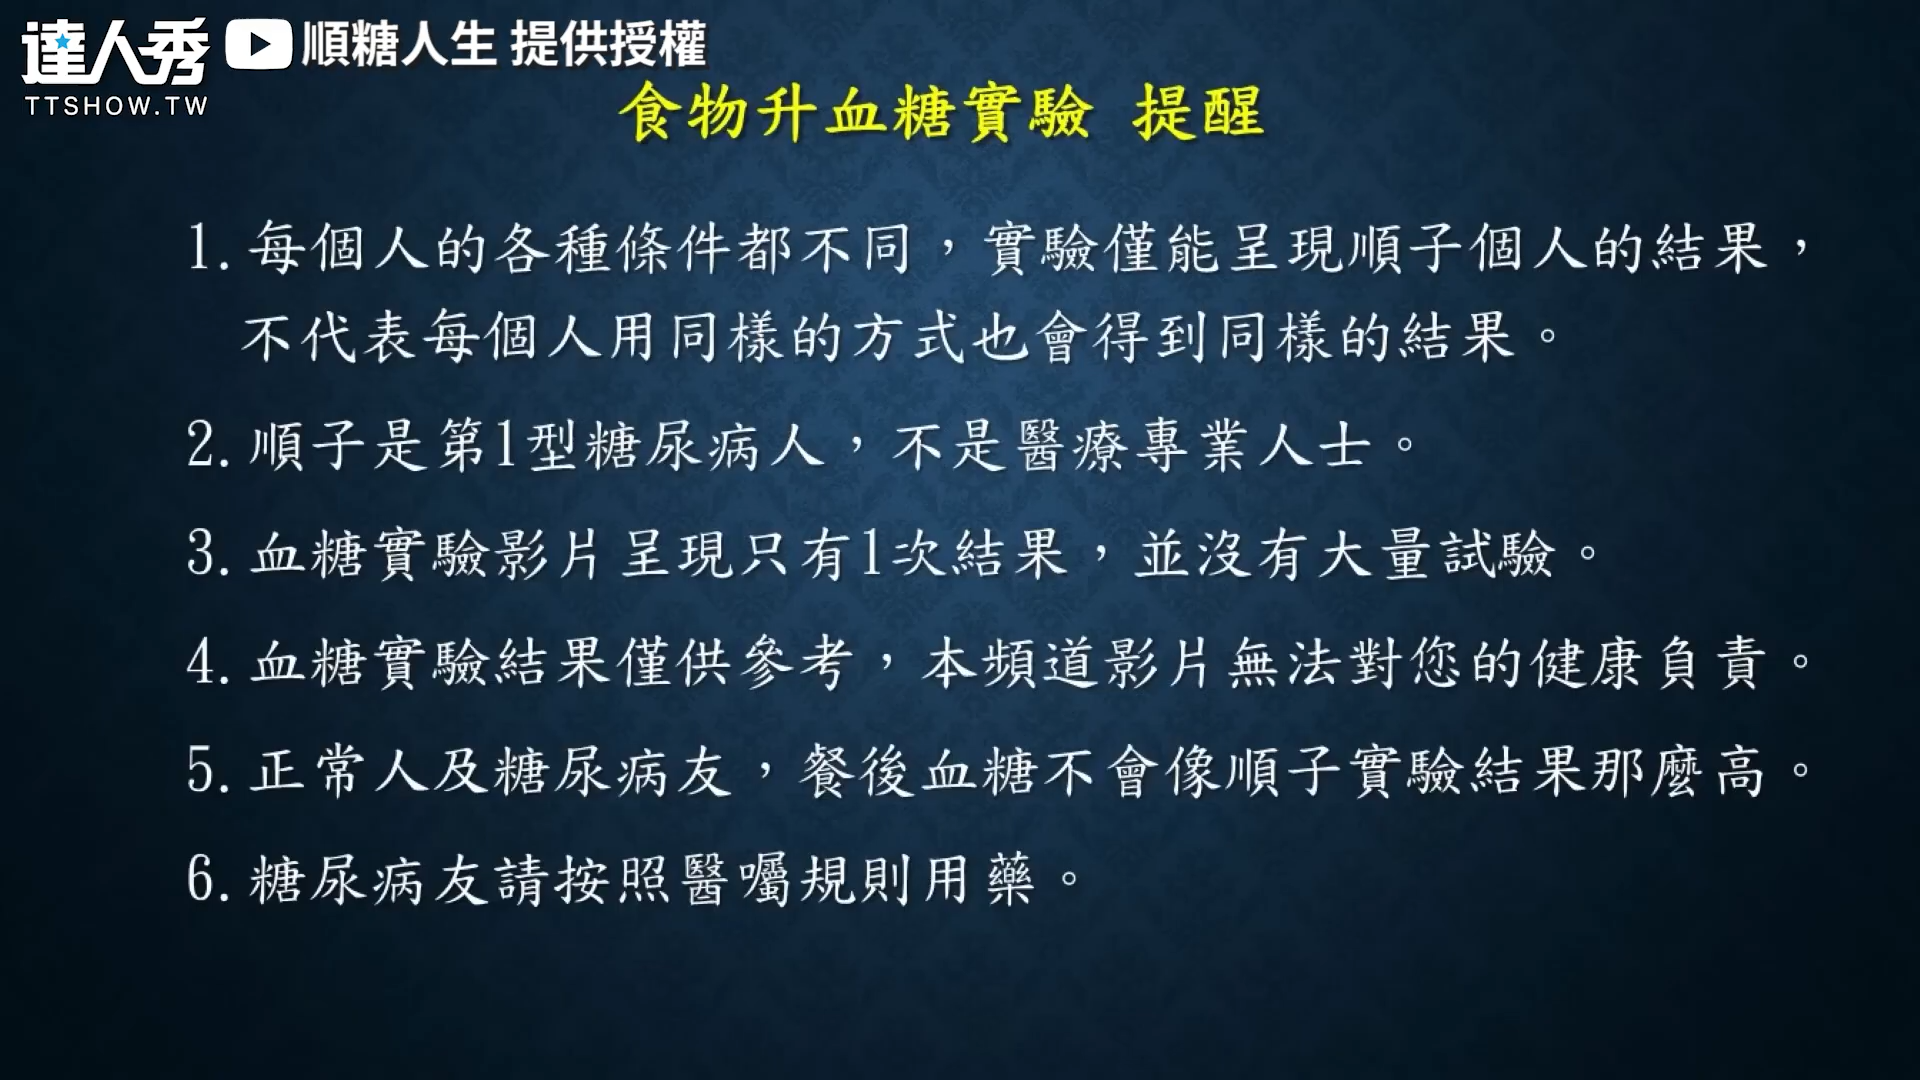 達人秀
TTSHOW.TW
順糖人生 提供授權
食物升血糖實驗 提醒
1.每個人的各種條件都不同，實驗僅能呈現順子個人的結果，
不代表每個人用同樣的方式也會得到同樣的結果。
2.順子是第1型糖尿病人，不是醫療專業人士。
3.血糖實驗影片呈現只有1次結果，並沒有大量試驗。
4.血糖實驗結果僅供參考，本頻道影片無法對您的健康負責。
5.正常人及糖尿病友，餐後血糖不會像順子實驗結果那麼高。
6.糖尿病友請按照醫囑規則用藥。